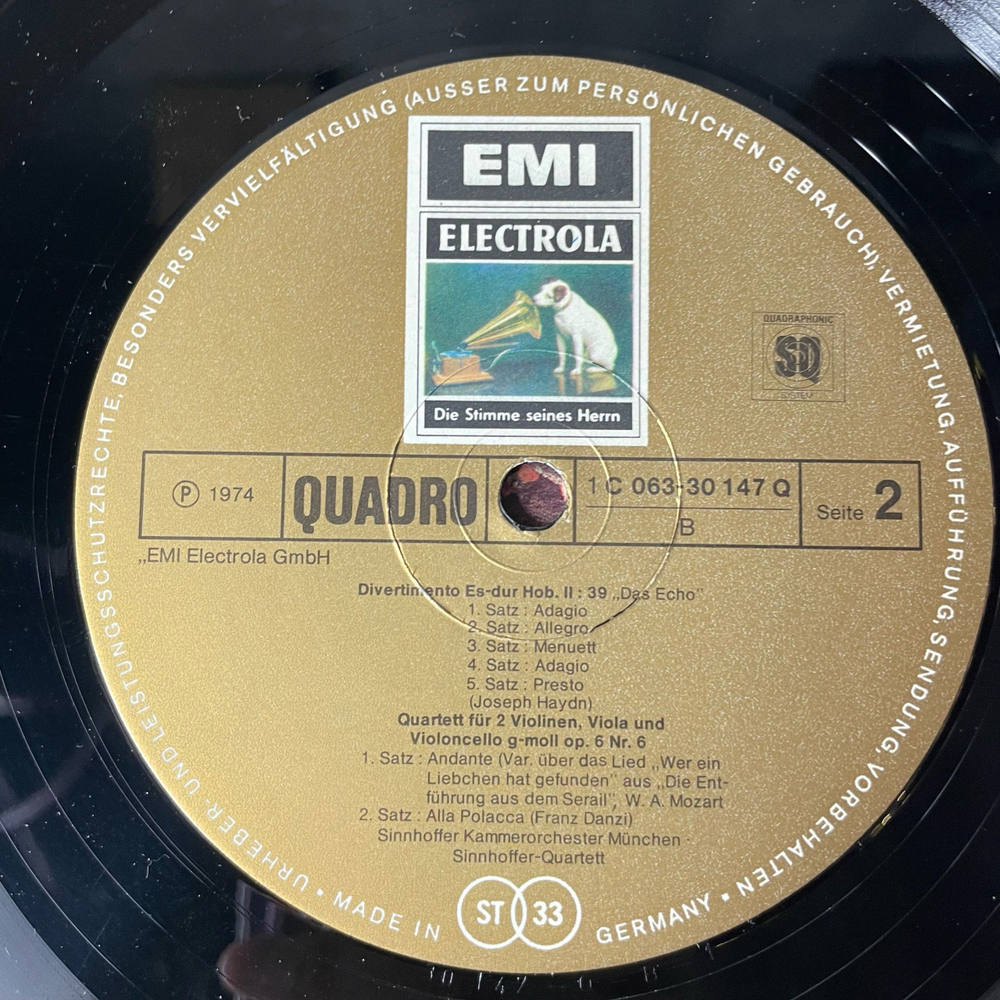 URHEBER- UND LEISTUNGSSCHUTZRECHTE, BESONDERS VERVIELFÄLTIGUNG (AUSSER ZUM PERSÖNLICHEN GEBRAUCH), VERMIETUNG, AUFFÜHRUNG, SENDUNG, VORBEHALTEN
EMI
ELECTROLA
Die Stimme seines Herrn
QUADRAPHONIC
SQ
SYSTEM
Ⓟ 1974
QUADRO
1 C 063-30 147 Q
B
Seite 2
„EMI Electrola GmbH
Divertimento Es-dur Hob. II : 39 „Das Echo"
1. Satz : Adagio
2. Satz : Allegro
3. Satz : Menuett
4. Satz : Adagio
5. Satz : Presto
(Joseph Haydn)
Quartett für 2 Violinen, Viola und
Violoncello g-moll op. 6 Nr. 6
1. Satz : Andante (Var. über das Lied „Wer ein
Liebchen hat gefunden" aus „Die Ent-
führung aus dem Serail", W. A. Mozart
2. Satz : Alla Polacca (Franz Danzi)
Sinnhoffer Kammerorchester München -
Sinnhoffer-Quartett
MADE IN ST 33 GERMANY